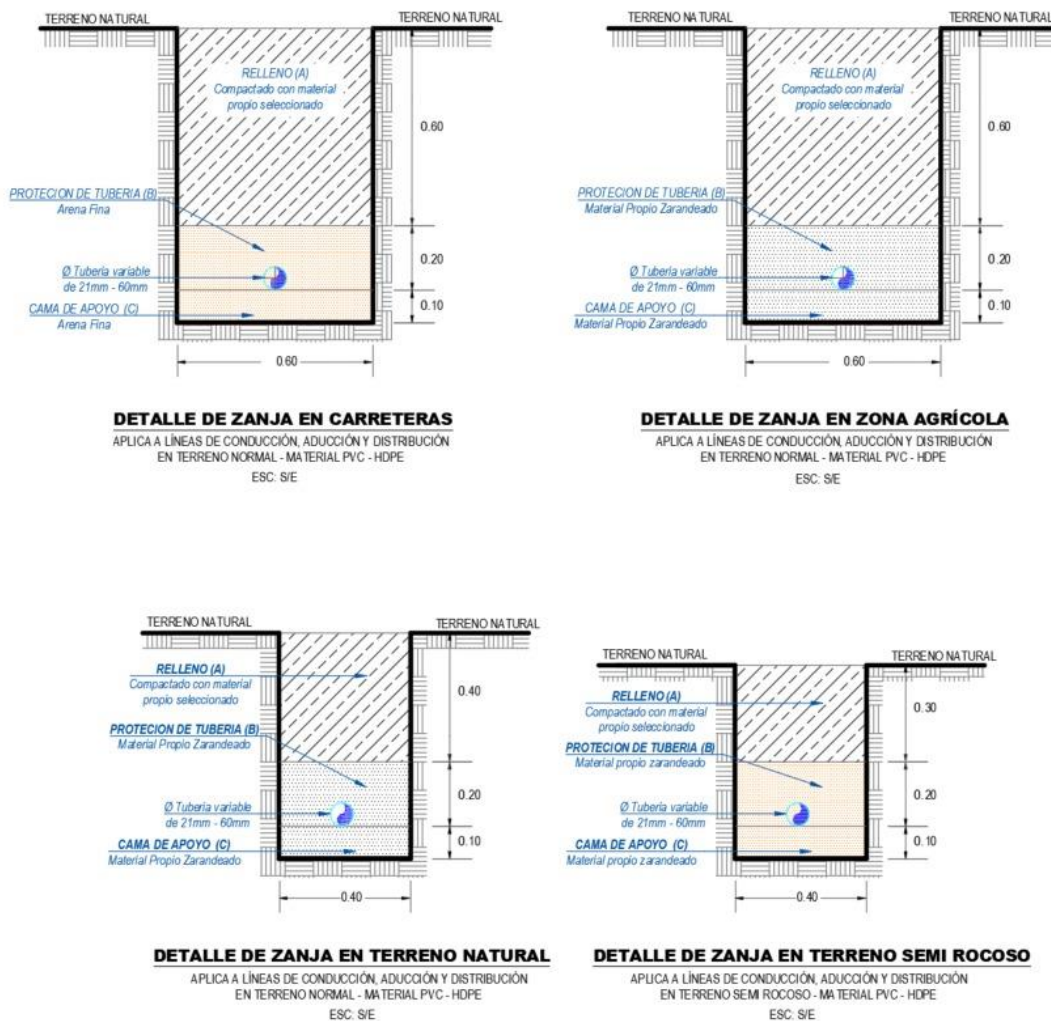 TERRENO NATURAL
TERRENO NATURAL
RELLENO (A)
Compactado con material
propio seleccionado
0.60
PROTECION DE TUBERIA (B)
Arena Fina
0.20
Ø Tuberia variable
de 21mm - 60mm
CAMA DE APOYO (C)
Arena Fina
0.10
0.60
DETALLE DE ZANJA EN CARRETERAS
APLICA A LÍNEAS DE CONDUCCIÓN, ADUCCIÓN Y DISTRIBUCIÓN
EN TERRENO NORMAL - MATERIAL PVC - HDPE
ESC: S/E
TERRENO NATURAL
TERRENO NATURAL
RELLENO (A)
Compactado con material
propio seleccionado
0.60
PROTECION DE TUBERIA (B)
Material Propio Zarandeado
0.20
Ø Tuberia variable
de 21mm - 60mm
CAMA DE APOYO (C)
Material Propio Zarandeado
0.10
0.60
DETALLE DE ZANJA EN ZONA AGRÍCOLA
APLICA A LÍNEAS DE CONDUCCIÓN, ADUCCIÓN Y DISTRIBUCIÓN
EN TERRENO NORMAL - MATERIAL PVC - HDPE
ESC: S/E
TERRENO NATURAL
TERRENO NATURAL
RELLENO (A)
Compactado con material
propio seleccionado
0.40
PROTECION DE TUBERIA (B)
Material Propio Zarandeado
0.20
Ø Tuberia variable
de 21mm - 60mm
CAMA DE APOYO (C)
Material Propio Zarandeado
0.10
0.40
DETALLE DE ZANJA EN TERRENO NATURAL
APLICA A LÍNEAS DE CONDUCCIÓN, ADUCCIÓN Y DISTRIBUCIÓN
EN TERRENO NORMAL - MATERIAL PVC - HDPE
ESC: S/E
TERRENO NATURAL
TERRENO NATURAL
RELLENO (A)
Compactado con material
propio seleccionado
0.30
PROTECION DE TUBERIA (B)
Material propio zarandeado
0.20
Ø Tuberia variable
de 21mm - 60mm
CAMA DE APOYO (C)
Material propio zarandeado
0.10
0.40
DETALLE DE ZANJA EN TERRENO SEMI ROCOSO
APLICA A LÍNEAS DE CONDUCCIÓN, ADUCCIÓN Y DISTRIBUCIÓN
EN TERRENO SEMI ROCOSO - MATERIAL PVC - HDPE
ESC: S/E